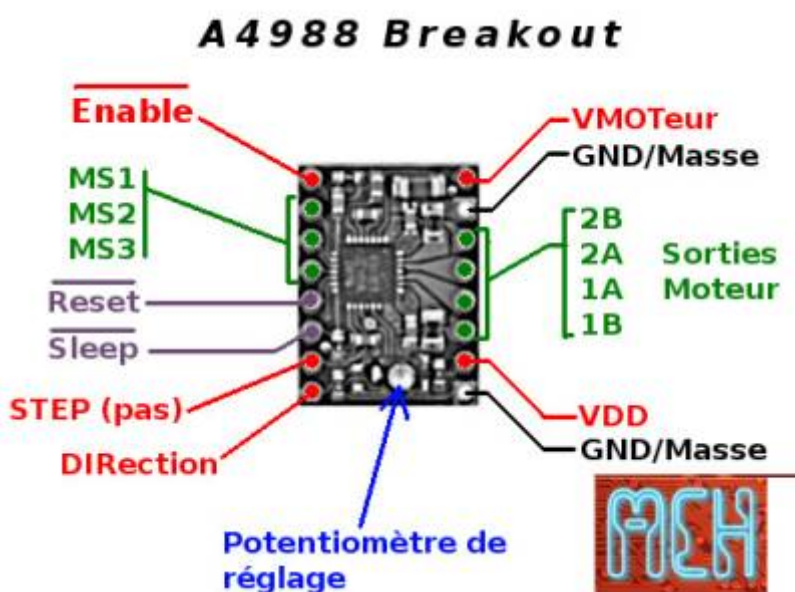 A4988 Breakout
Enable
MS1
MS2
MS3
Reset
Sleep
STEP (pas)
DIRection
VMOTeur
GND/Masse
2B
2A Sorties
1A Moteur
1B
VDD
GND/Masse
Potentiomètre de
réglage
MCH